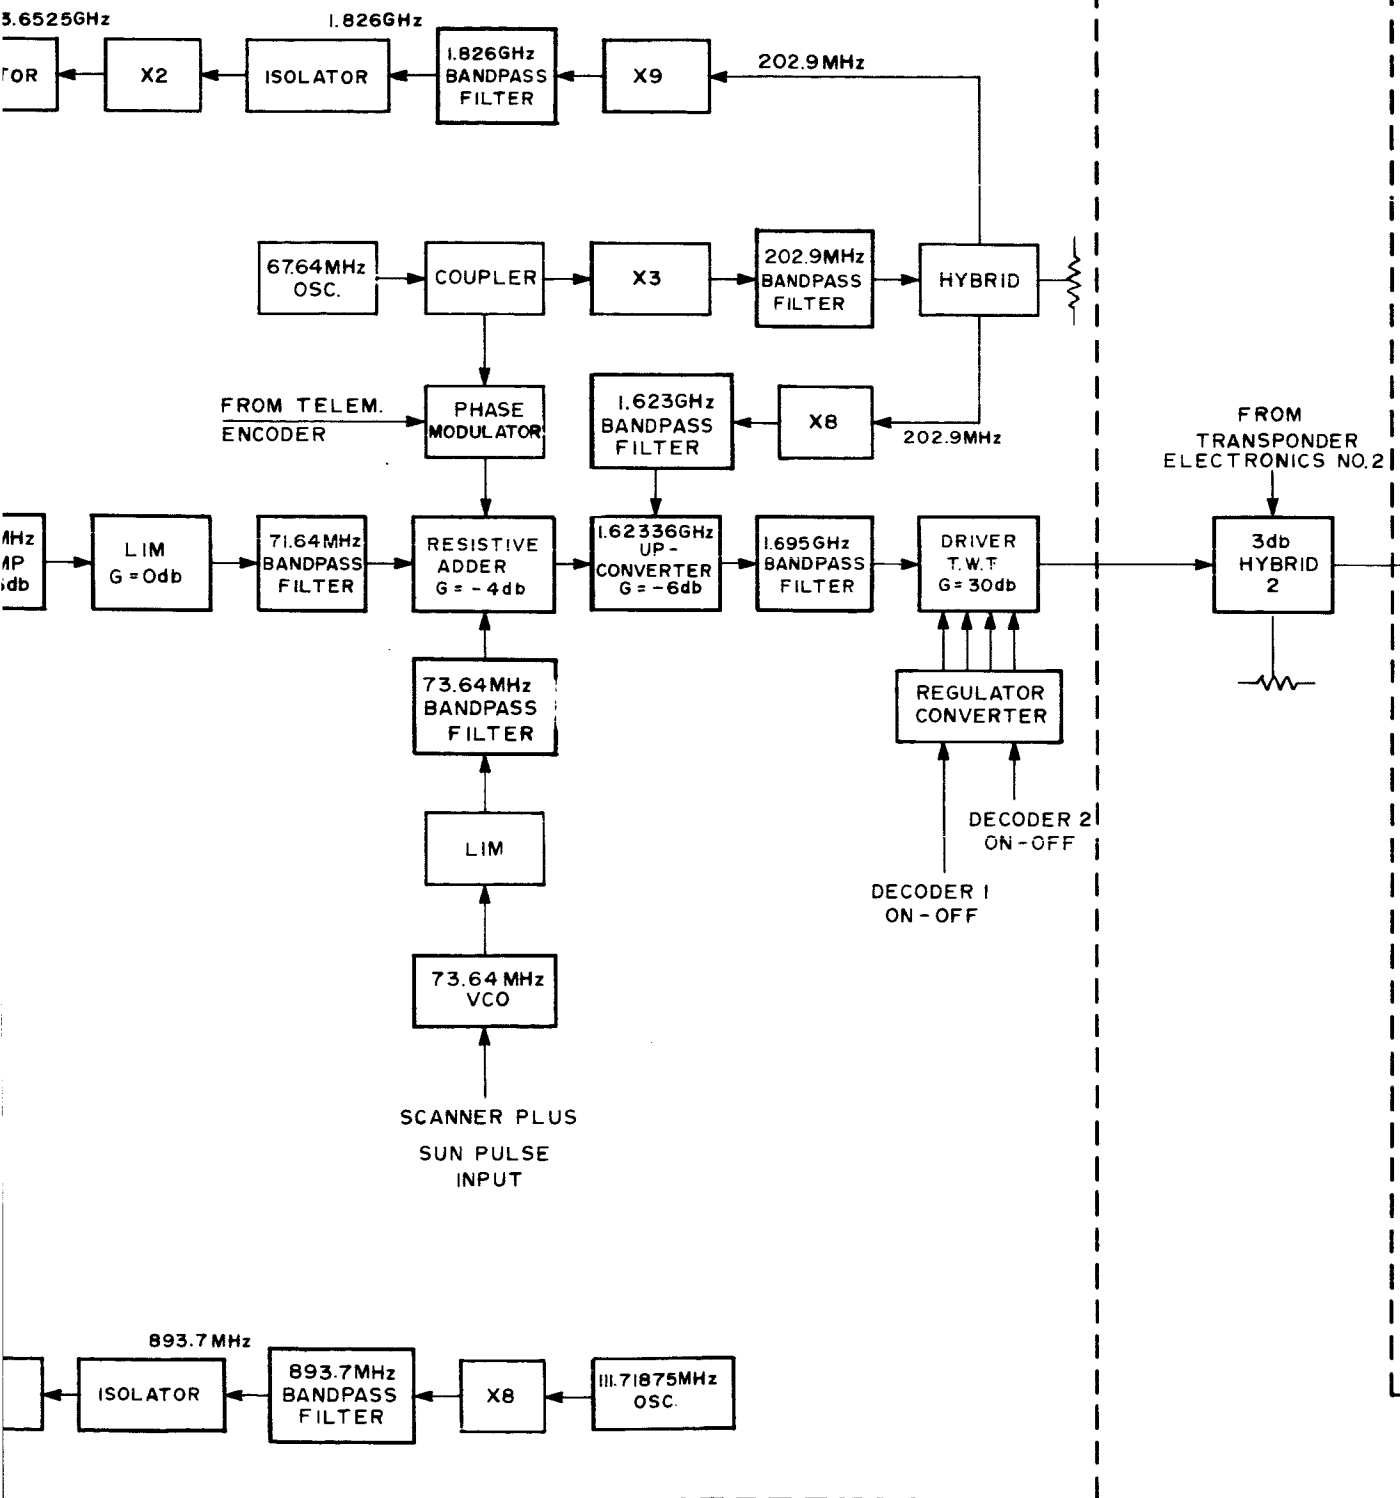 3.6525GHz
1.826GHz
TOR
X2
ISOLATOR
1.826GHz
BANDPASS
FILTER
X9
202.9MHz
67.64MHz
OSC.
COUPLER
X3
202.9MHz
BANDPASS
FILTER
HYBRID
FROM TELEM.
ENCODER
PHASE
MODULATOR
1.623GHz
BANDPASS
FILTER
X8
202.9MHz
FROM
TRANSPONDER
ELECTRONICS NO.2
MHz
MP
5db
LIM
G=0db
71.64MHz
BANDPASS
FILTER
RESISTIVE
ADDER
G=-4db
1.62336GHz
UP-
CONVERTER
G=-6db
1.695GHz
BANDPASS
FILTER
DRIVER
T.W.T
G=30db
3db
HYBRID
2
73.64MHz
BANDPASS
FILTER
REGULATOR
CONVERTER
LIM
DECODER 2
ON-OFF
DECODER 1
ON-OFF
73.64MHz
VCO
SCANNER PLUS
SUN PULSE
INPUT
893.7MHz
ISOLATOR
893.7MHz
BANDPASS
FILTER
X8
111.71875MHz
OSC.